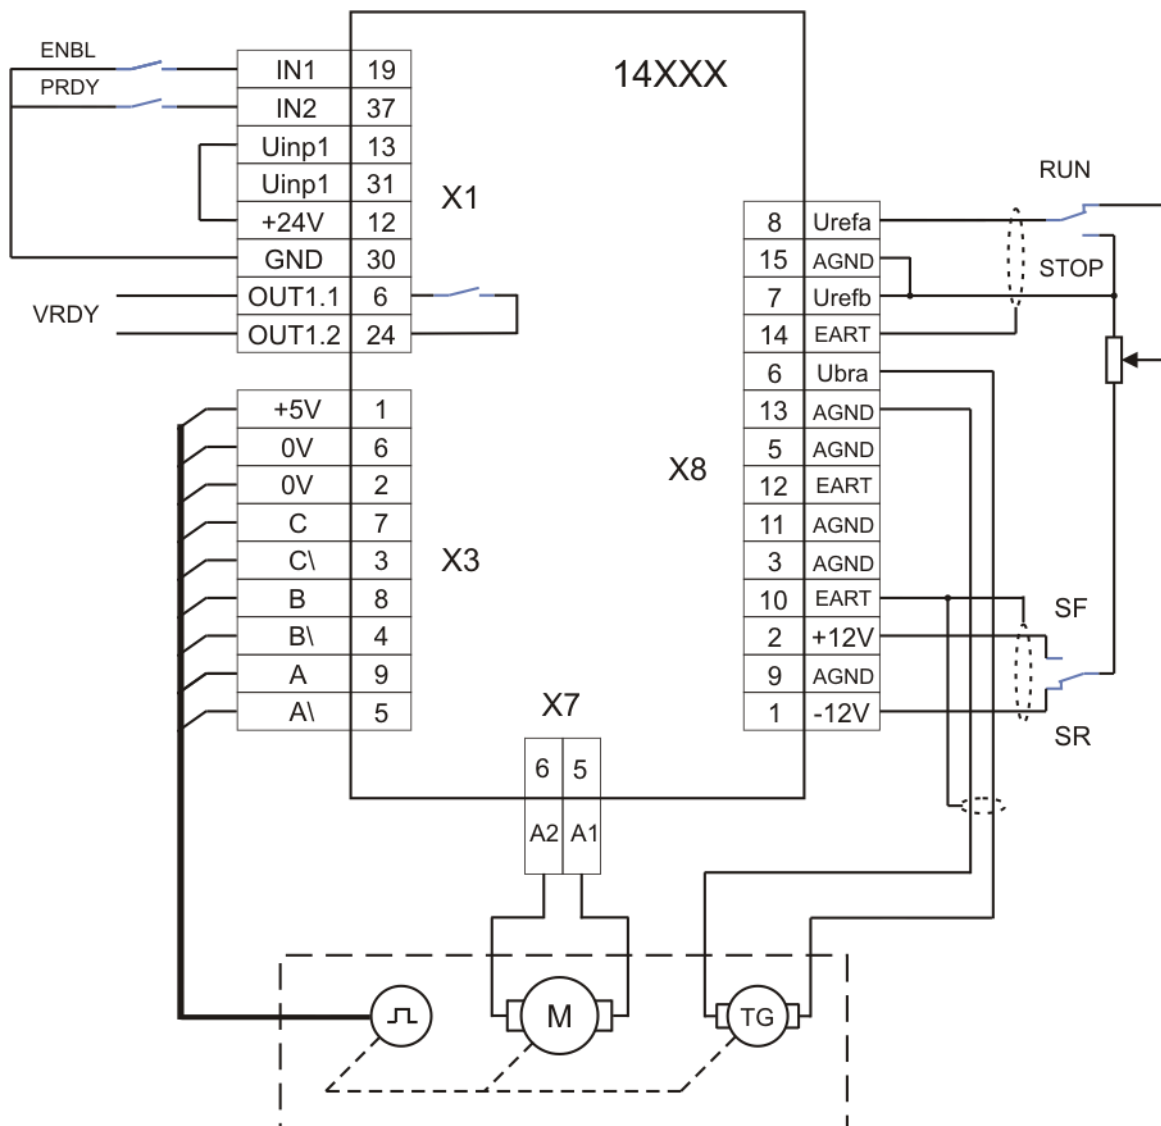 ENBL
PRDY
VRDY
14XXX
IN1 19
IN2 37
Uinp1 13
Uinp1 31
+24V 12
GND 30
OUT1.1 6
OUT1.2 24
X1
+5V 1
0V 6
0V 2
C 7
C\ 3
B 8
B\ 4
A 9
A\ 5
X3
X8
8 Urefa
15 AGND
7 Urefb
14 EART
6 Ubra
13 AGND
5 AGND
12 EART
11 AGND
3 AGND
10 EART
2 +12V
9 AGND
1 -12V
RUN
STOP
SF
SR
X7
6 5
A2 A1
M
TG